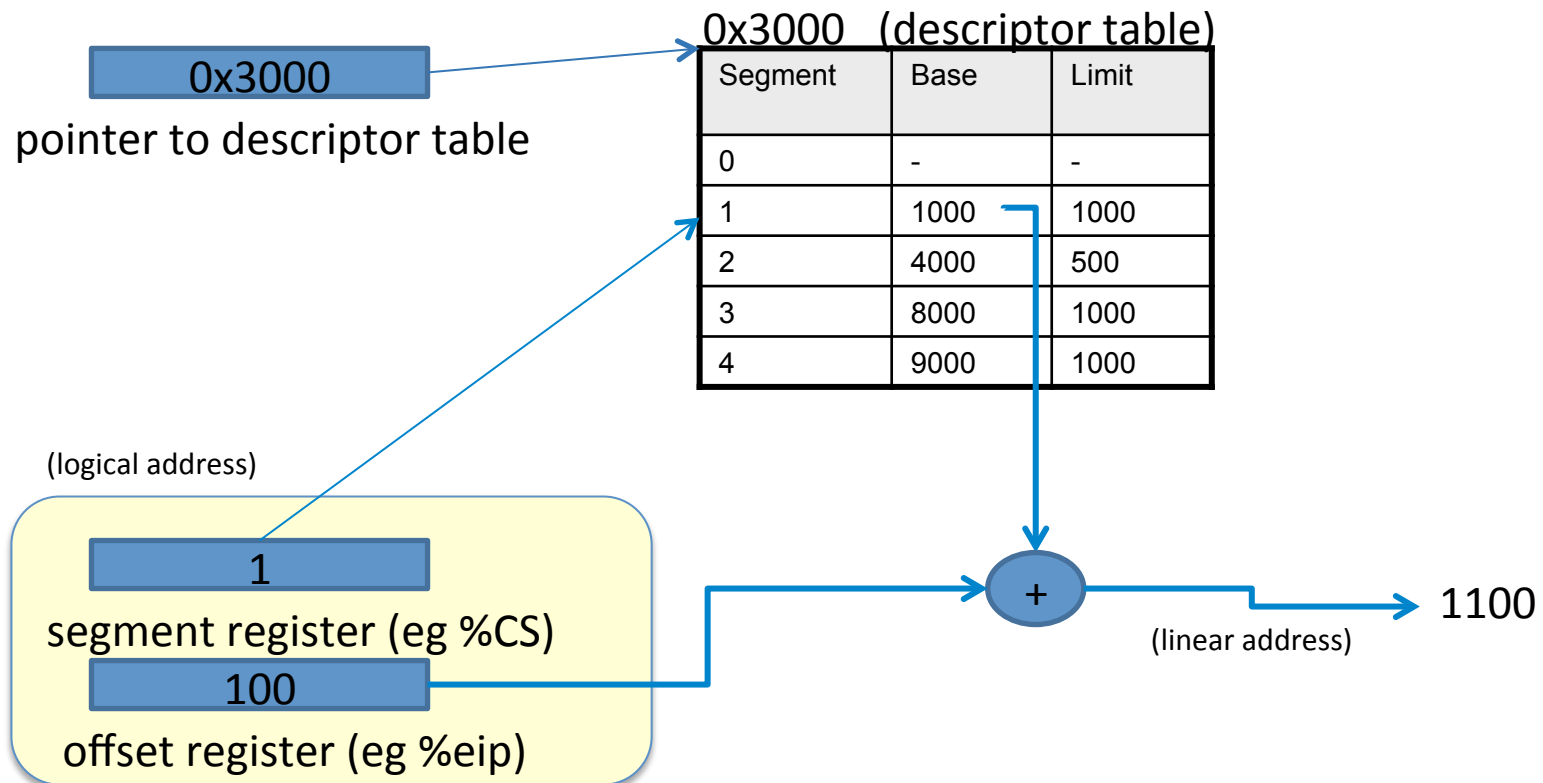 0x3000 (descriptor table)
0x3000
pointer to descriptor table
Segment Base Limit
0 - -
1 1000 1000
2 4000 500
3 8000 1000
4 9000 1000
(logical address)
1
segment register (eg %CS)
100
offset register (eg %eip)
+
(linear address)
1100